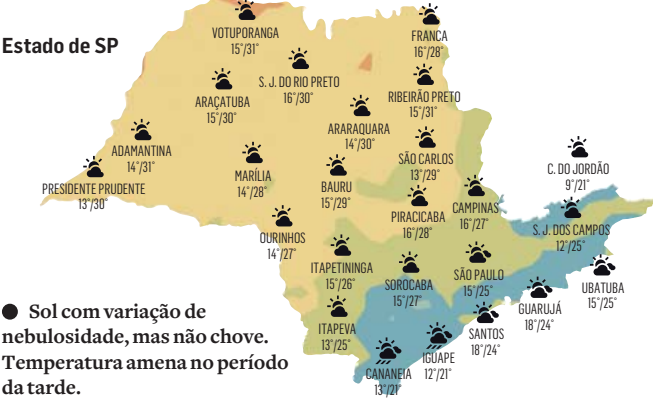 Estado de SP
VOTUPORANGA
15°/31°
FRANCA
16°/28°
S. J. DO RIO PRETO
16°/30°
ARAÇATUBA
15°/30°
RIBEIRÃO PRETO
15°/31°
ARARAQUARA
14°/30°
ADAMANTINA
14°/31°
SÃO CARLOS
13°/29°
C. DO JORDÃO
9°/21°
PRESIDENTE PRUDENTE
13°/30°
MARÍLIA
14°/28°
BAURU
15°/29°
PIRACICABA
16°/28°
CAMPINAS
16°/27°
S. J. DOS CAMPOS
12°/25°
OURINHOS
14°/27°
ITAPETININGA
15°/26°
SOROCABA
15°/27°
SÃO PAULO
15°/25°
UBATUBA
15°/25°
GUARUJÁ
18°/24°
ITAPEVA
13°/25°
SANTOS
18°/24°
IGUAPE
12°/21°
CANANEIA
13°/21°
● Sol com variação de
nebulosidade, mas não chove.
Temperatura amena no período
da tarde.